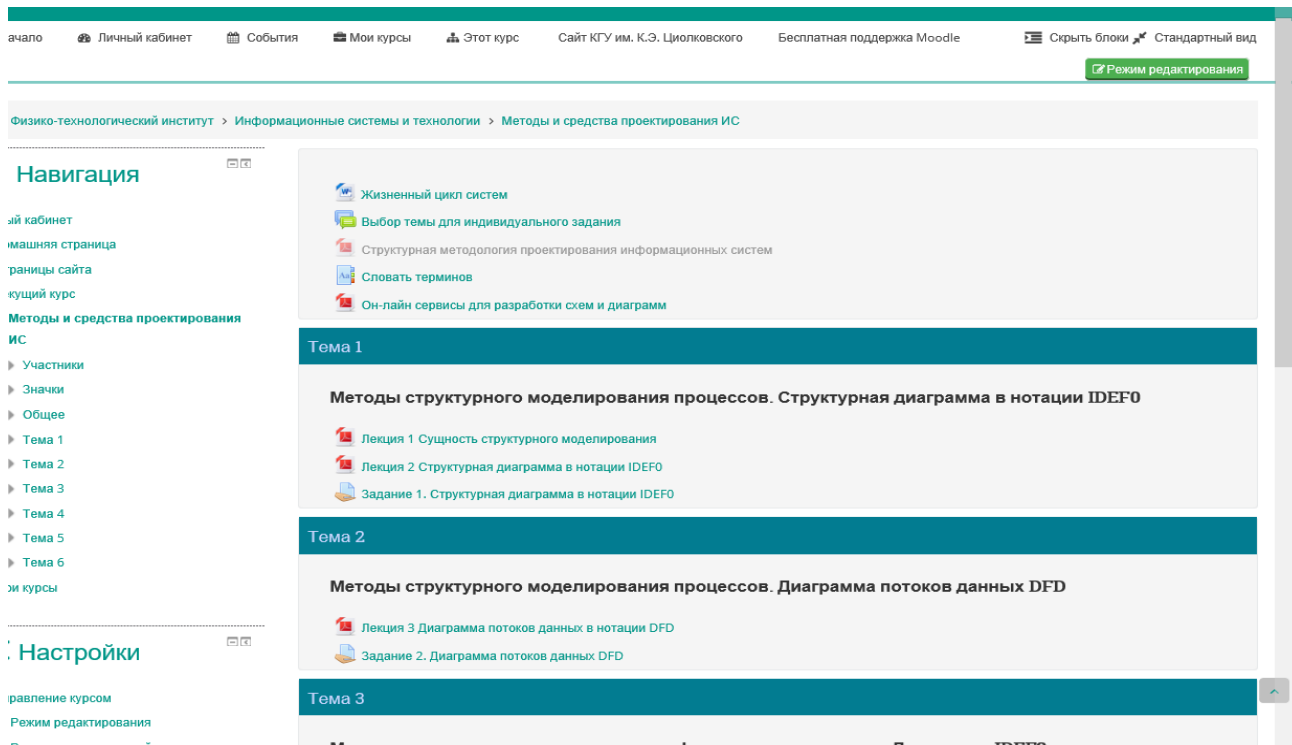 ачало Личный кабинет События Мои курсы Этот курс Сайт КГУ им. К.Э. Циолковского Бесплатная поддержка Moodle Скрыть блоки Стандартный вид
Режим редактирования
Физико-технологический институт > Информационные системы и технологии > Методы и средства проектирования ИС
Навигация
ый кабинет
омашняя страница
траницы сайта
екущий курс
Методы и средства проектирования
ИС
Участники
Значки
Общее
Тема 1
Тема 2
Тема 3
Тема 4
Тема 5
Тема 6
ои курсы
Настройки
правление курсом
Режим редактирования
Жизненный цикл систем
Выбор темы для индивидуального задания
Структурная методология проектирования информационных систем
Словать терминов
Он-лайн сервисы для разработки схем и диаграмм
Тема 1
Методы структурного моделирования процессов. Структурная диаграмма в нотации IDEF0
Лекция 1 Сущность структурного моделирования
Лекция 2 Структурная диаграмма в нотации IDEF0
Задание 1. Структурная диаграмма в нотации IDEF0
Тема 2
Методы структурного моделирования процессов. Диаграмма потоков данных DFD
Лекция 3 Диаграмма потоков данных в нотации DFD
Задание 2. Диаграмма потоков данных DFD
Тема 3